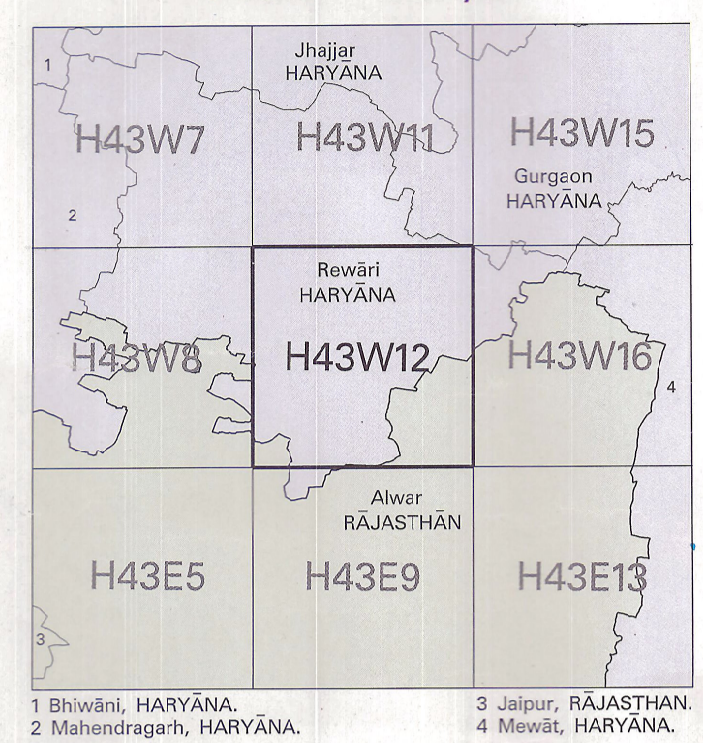 1
Jhajjar
HARYĀNA
H43W7
H43W11
H43W15
Gurgaon
HARYĀNA
2
Rewāri
HARYĀNA
H43W8
H43W12
H43W16
4
Alwar
RĀJASTHĀN
H43E5
H43E9
H43E13
3
1 Bhiwāni, HARYĀNA.
2 Mahendragarh, HARYĀNA.
3 Jaipur, RĀJASTHAN.
4 Mewāt, HARYĀNA.